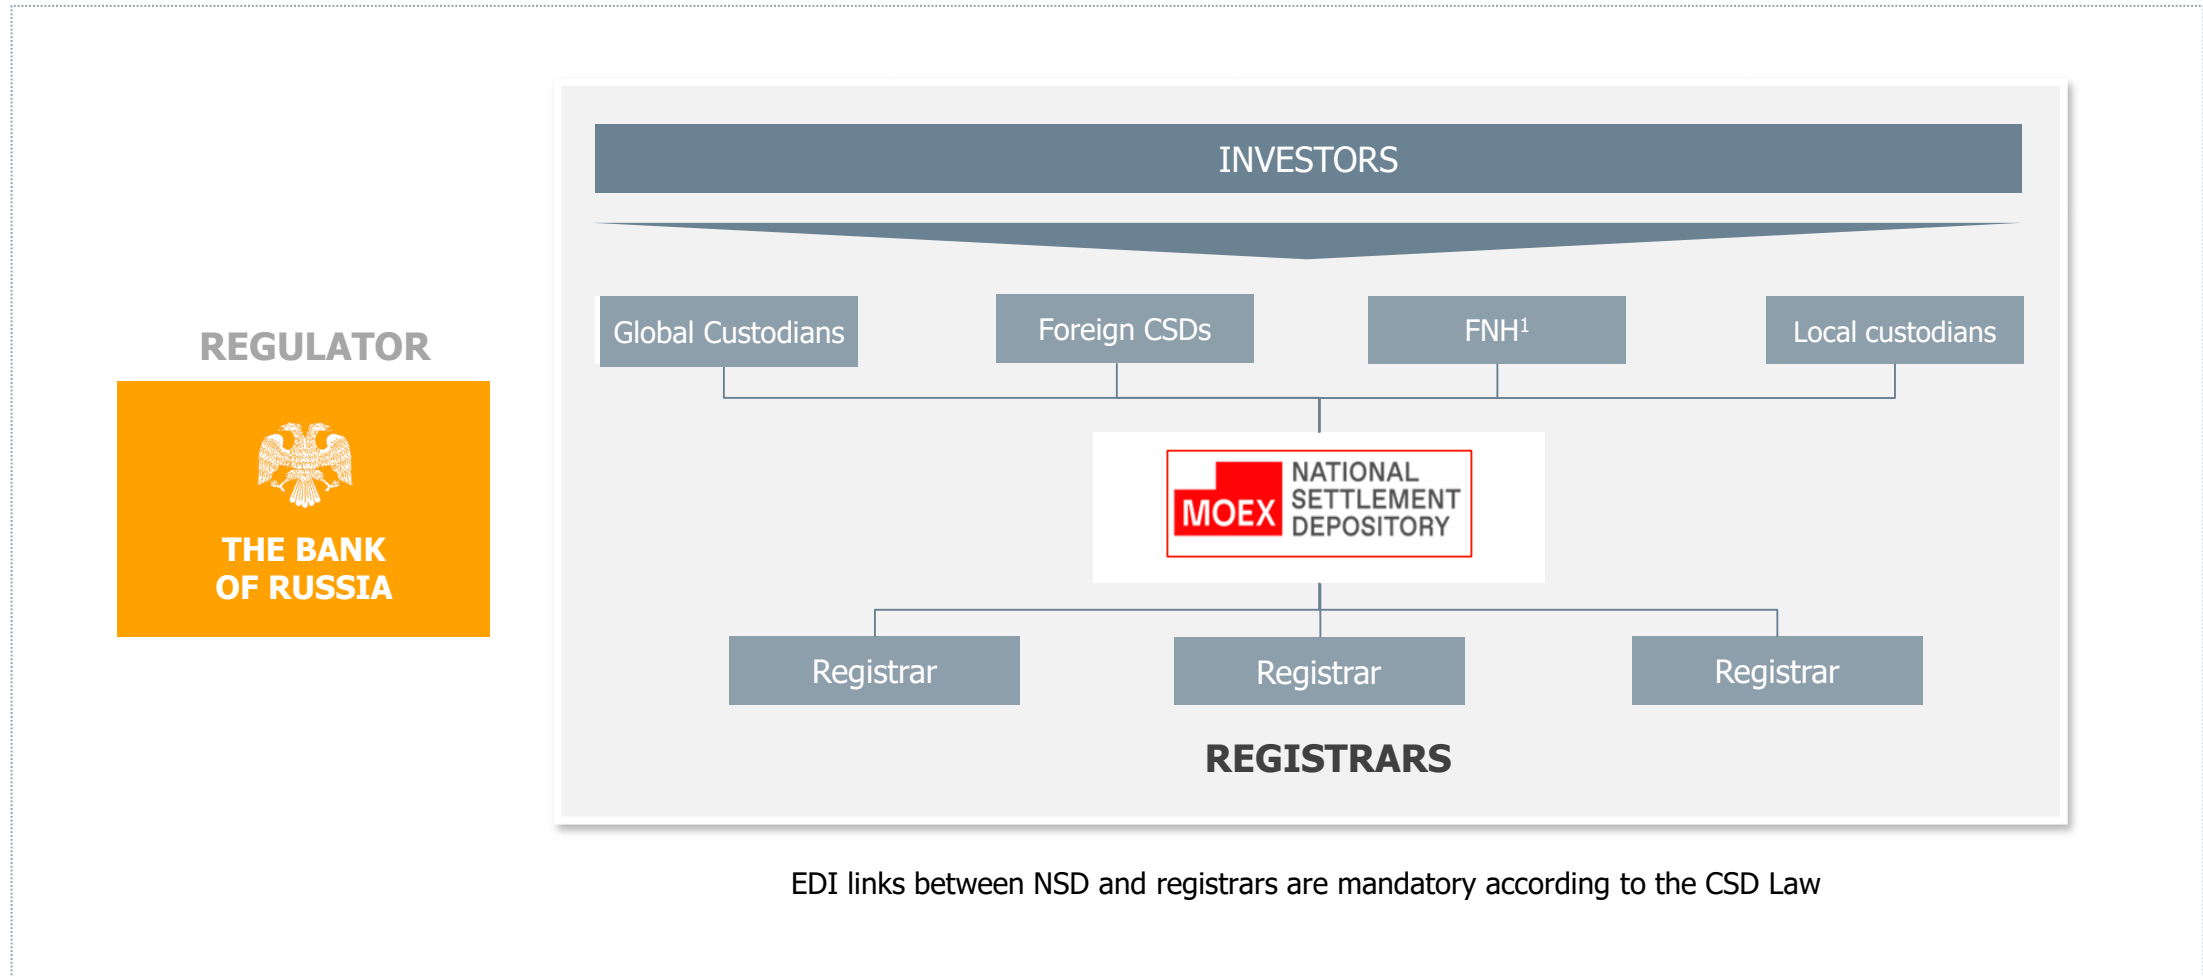 INVESTORS
Global Custodians
Foreign CSDs
FNH¹
Local custodians
REGULATOR
THE BANK
OF RUSSIA
MOEX
NATIONAL
SETTLEMENT
DEPOSITORY
Registrar
Registrar
Registrar
REGISTRARS
EDI links between NSD and registrars are mandatory according to the CSD Law